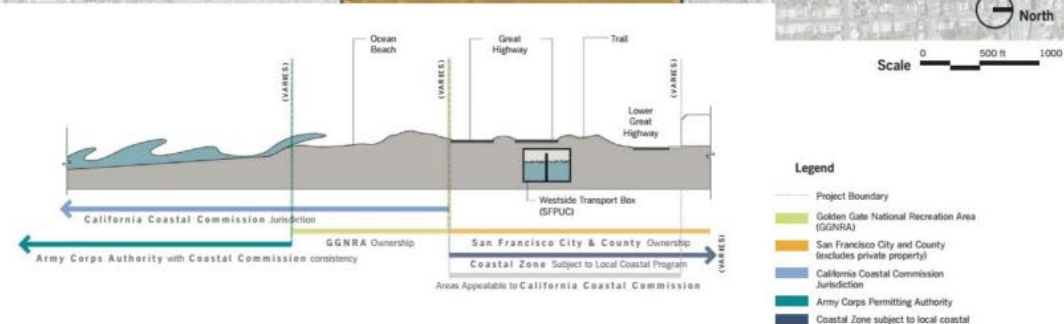 North
Scale
0 500 ft 1000
Ocean
Beach
Great
Highway
Trail
(VARIES)
(VARIES)
(VARIES)
Lower
Great
Highway
Westside Transport Box
(SFPUC)
California Coastal Commission Jurisdiction
GGNRA Ownership
San Francisco City & County Ownership
(VARIES)
Army Corps Authority with Coastal Commission consistency
Coastal Zone Subject to Local Coastal Program
Areas Appealable to California Coastal Commission
Legend
Project Boundary
Golden Gate National Recreation Area
(GGNRA)
San Francisco City and County
(excludes private property)
California Coastal Commission
Jurisdiction
Army Corps Permitting Authority
Coastal Zone subject to local coastal